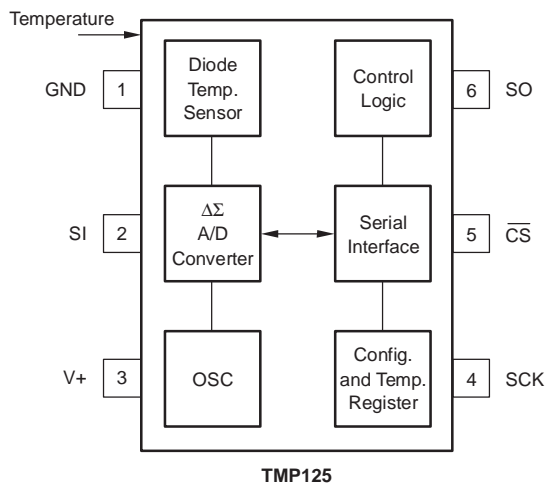 Temperature
GND
1
Diode
Temp.
Sensor
Control
Logic
6
SO
SI
2
ΔΣ
A/D
Converter
Serial
Interface
5
C̅S̅
V+
3
OSC
Config.
and Temp.
Register
4
SCK
TMP125